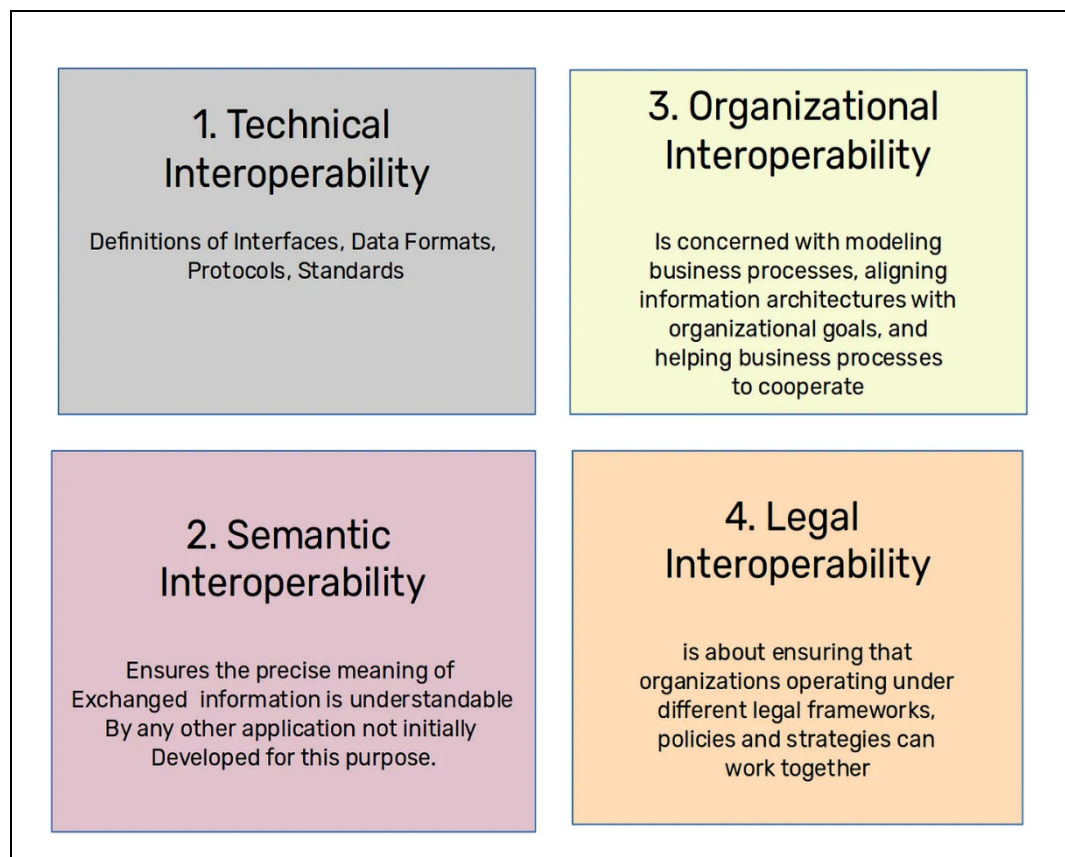 1. Technical
Interoperability
Definitions of Interfaces, Data Formats,
Protocols, Standards
2. Semantic
Interoperability
Ensures the precise meaning of
Exchanged information is understandable
By any other application not initially
Developed for this purpose.
3. Organizational
Interoperability
Is concerned with modeling
business processes, aligning
information architectures with
organizational goals, and
helping business processes
to cooperate
4. Legal
Interoperability
is about ensuring that
organizations operating under
different legal frameworks,
policies and strategies can
work together